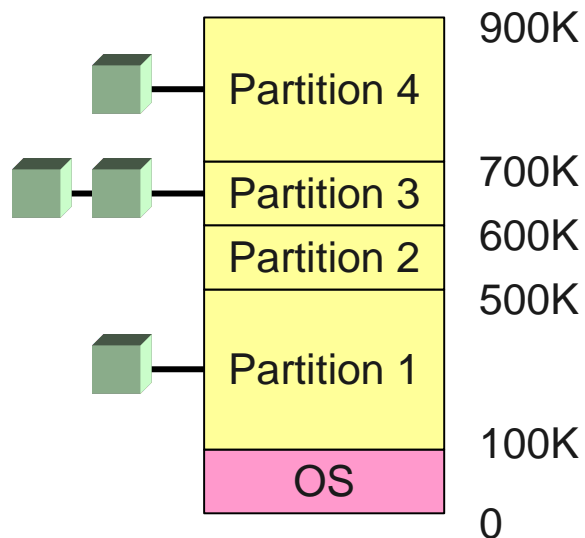 900K
Partition 4
700K
Partition 3
600K
Partition 2
500K
Partition 1
100K
OS
0